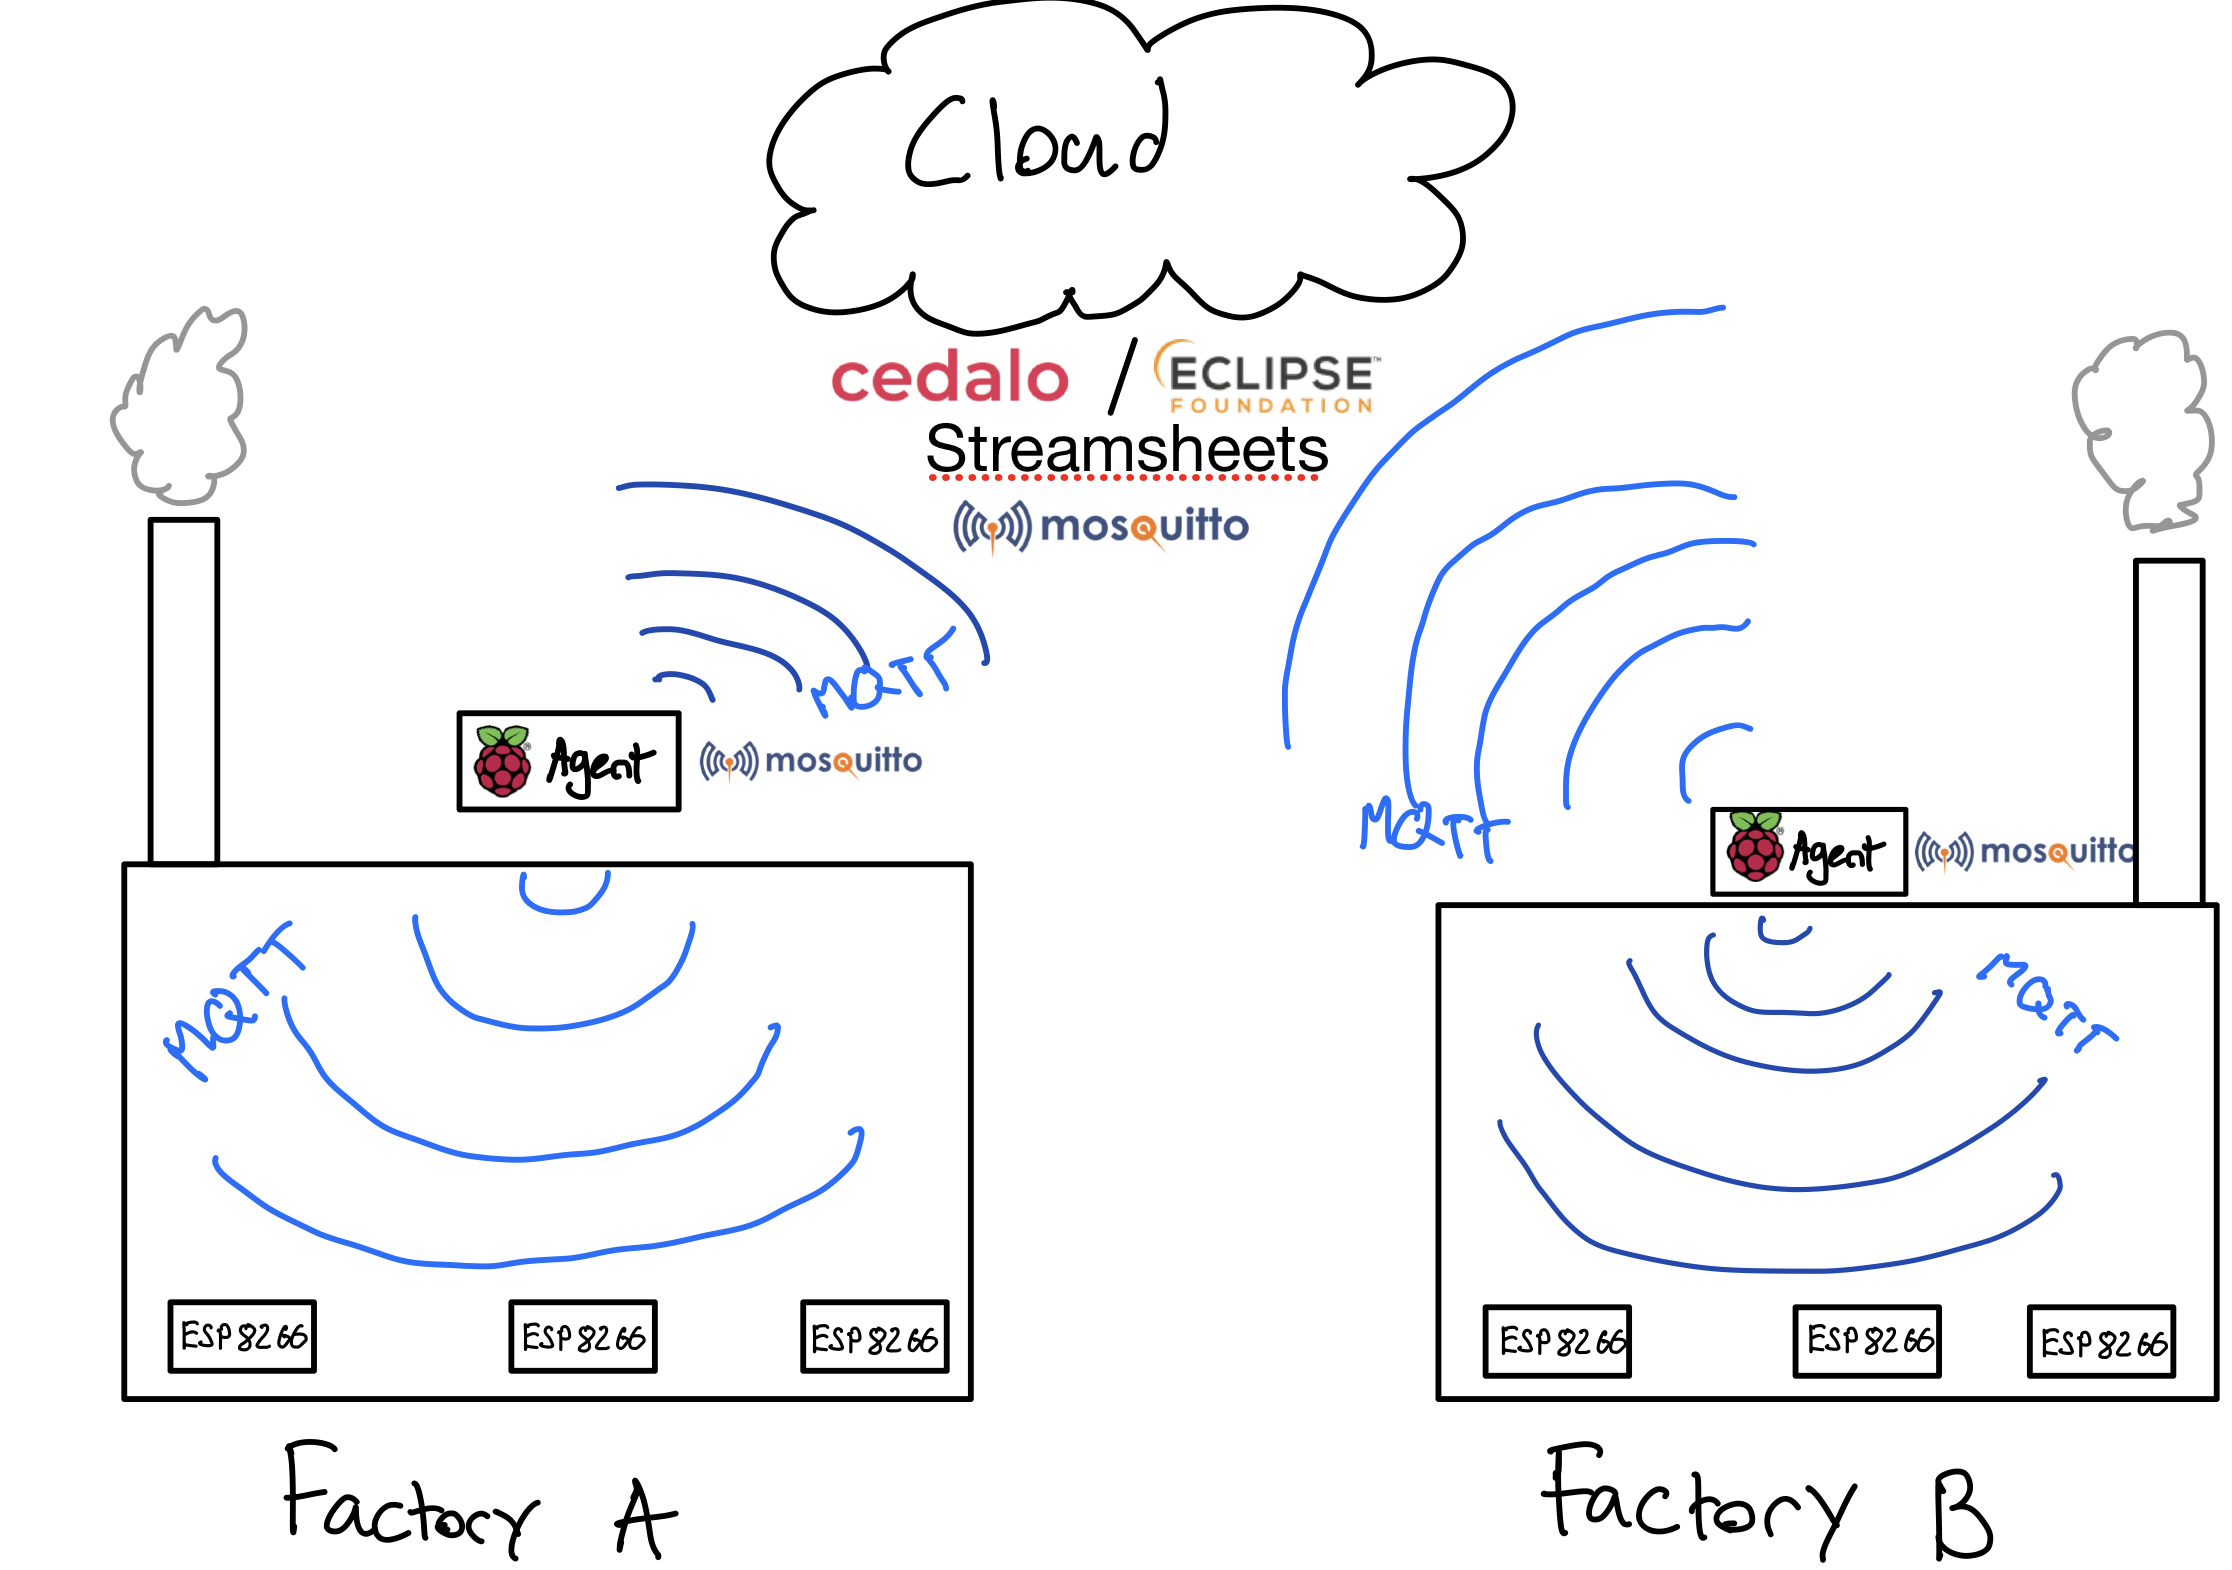 Cloud
cedalo / ECLIPSE™
FOUNDATION
Streamsheets
mosquitto
MQTT
Agent mosquitto
MQTT
Agent mosquitto
MQTT
MQTT
ESP8266 ESP8266 ESP8266
ESP8266 ESP8266 ESP8266
Factory A
Factory B